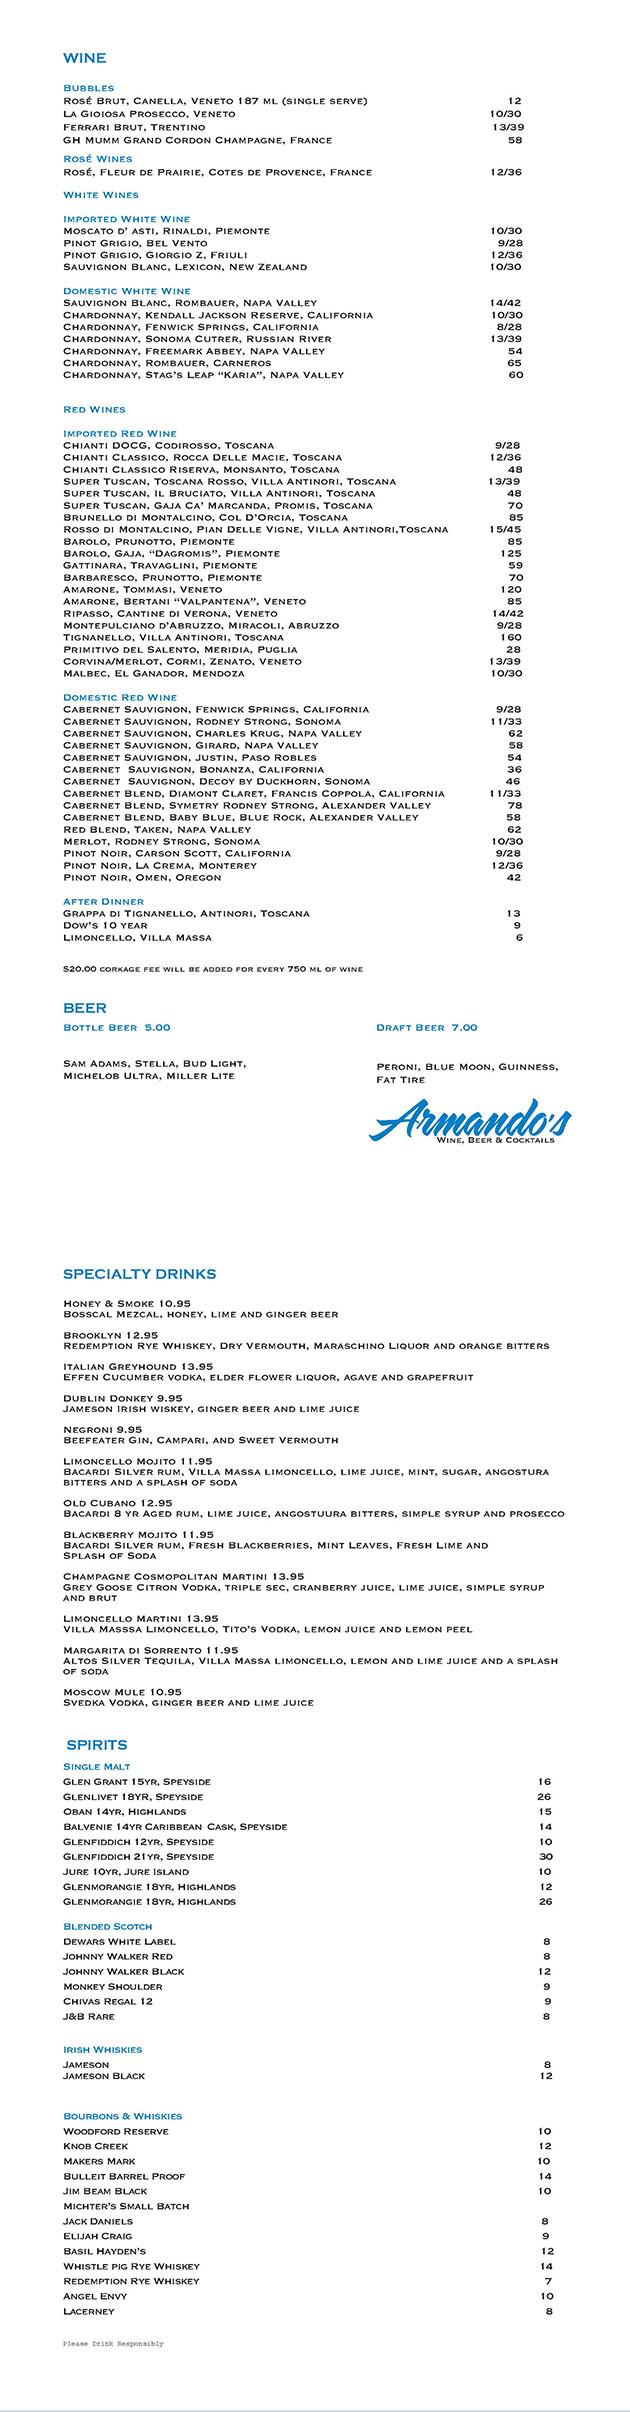 WINE
Bubbles
Rosé Brut, Canella, Veneto 187 ml (single serve) 12
La Gioiosa Prosecco, Veneto 10/30
Ferrari Brut, Trentino 13/39
GH Mumm Grand Cordon Champagne, France 58
Rosé Wines
Rosé, Fleur de Prairie, Cotes de Provence, France 12/36
White Wines
Imported White Wine
Moscato d' Asti, Rinaldi, Piemonte 10/30
Pinot Grigio, Bel Vento 9/28
Pinot Grigio, Giorgio Z, Friuli 12/36
Sauvignon Blanc, Lexicon, New Zealand 10/30
Domestic White Wine
Sauvignon Blanc, Rombauer, Napa Valley 14/42
Chardonnay, Kendall Jackson Reserve, California 10/30
Chardonnay, Fenwick Springs, California 8/28
Chardonnay, Sonoma Cutrer, Russian River 13/39
Chardonnay, Freemark Abbey, Napa Valley 54
Chardonnay, Rombauer, Carneros 65
Chardonnay, Stag's Leap “Karia”, Napa Valley 60
Red Wines
Imported Red Wine
Chianti DOCG, Codirosso, Toscana 9/28
Chianti Classico, Rocca Delle Macie, Toscana 12/36
Chianti Classico Riserva, Monsanto, Toscana 48
Super Tuscan, Toscana Rosso, Villa Antinori, Toscana 13/39
Super Tuscan, Il Bruciato, Villa Antinori, Toscana 48
Super Tuscan, Gaja Ca' Marcanda, Promis, Toscana 70
Brunello di Montalcino, Col D'Orcia, Toscana 85
Rosso di Montalcino, Pian Delle Vigne, Villa Antinori,Toscana 15/45
Barolo, Prunotto, Piemonte 85
Barolo, Gaja, “Dagromis”, Piemonte 125
Gattinara, Travaglini, Piemonte 59
Barbaresco, Prunotto, Piemonte 70
Amarone, Tommasi, Veneto 120
Amarone, Bertani “Valpantena”, Veneto 85
Ripasso, Cantine di Verona, Veneto 14/42
Montepulciano d'Abruzzo, Miracoli, Abruzzo 9/28
Tignanello, Villa Antinori, Toscana 160
Primitivo del Salento, Meridia, Puglia 28
Corvina/Merlot, Cormi, Zenato, Veneto 13/39
Malbec, El Ganador, Mendoza 10/30
Domestic Red Wine
Cabernet Sauvignon, Fenwick Springs, California 9/28
Cabernet Sauvignon, Rodney Strong, Sonoma 11/33
Cabernet Sauvignon, Charles Krug, Napa Valley 62
Cabernet Sauvignon, Girard, Napa Valley 58
Cabernet Sauvignon, Justin, Paso Robles 54
Cabernet Sauvignon, Bonanza, California 36
Cabernet Sauvignon, Decoy by Duckhorn, Sonoma 46
Cabernet Blend, Diamont Claret, Francis Coppola, California 11/33
Cabernet Blend, Symetry Rodney Strong, Alexander Valley 78
Cabernet Blend, Baby Blue, Blue Rock, Alexander Valley 58
Red Blend, Taken, Napa Valley 62
Merlot, Rodney Strong, Sonoma 10/30
Pinot Noir, Carson Scott, California 9/28
Pinot Noir, La Crema, Monterey 12/36
Pinot Noir, Omen, Oregon 42
After Dinner
Grappa di Tignanello, Antinori, Toscana 13
Dow's 10 year 9
Limoncello, Villa Massa 6
$20.00 corkage fee will be added for every 750 ml of wine
BEER
Bottle Beer 5.00
Sam Adams, Stella, Bud Light,
Michelob Ultra, Miller Lite
Draft Beer 7.00
Peroni, Blue Moon, Guinness,
Fat Tire
Armando's
Wine, Beer & Cocktails
SPECIALTY DRINKS
Honey & Smoke 10.95
Bosscal Mezcal, honey, lime and ginger beer
Brooklyn 12.95
Redemption Rye Whiskey, Dry Vermouth, Maraschino Liquor and orange bitters
Italian Greyhound 13.95
Effen Cucumber vodka, elder flower liquor, agave and grapefruit
Dublin Donkey 9.95
Jameson Irish wiskey, ginger beer and lime juice
Negroni 9.95
Beefeater Gin, Campari, and Sweet Vermouth
Limoncello Mojito 11.95
Bacardi Silver rum, Villa Massa limoncello, lime juice, mint, sugar, angostura
bitters and a splash of soda
Old Cubano 12.95
Bacardi 8 yr Aged rum, lime juice, angostuura bitters, simple syrup and prosecco
Blackberry Mojito 11.95
Bacardi Silver rum, Fresh Blackberries, Mint Leaves, Fresh Lime and
Splash of Soda
Champagne Cosmopolitan Martini 13.95
Grey Goose Citron Vodka, triple sec, cranberry juice, lime juice, simple syrup
and brut
Limoncello Martini 13.95
Villa Masssa Limoncello, Tito's Vodka, lemon juice and lemon peel
Margarita di Sorrento 11.95
Altos Silver Tequila, Villa Massa limoncello, lemon and lime juice and a splash
of soda
Moscow Mule 10.95
Svedka Vodka, ginger beer and lime juice
SPIRITS
Single Malt
Glen Grant 15yr, Speyside 16
Glenlivet 18YR, Speyside 26
Oban 14yr, Highlands 15
Balvenie 14yr Caribbean Cask, Speyside 14
Glenfiddich 12yr, Speyside 10
Glenfiddich 21yr, Speyside 30
Jure 10yr, Jure Island 10
Glenmorangie 18yr, Highlands 12
Glenmorangie 18yr, Highlands 26
Blended Scotch
Dewars White Label 8
Johnny Walker Red 8
Johnny Walker Black 12
Monkey Shoulder 9
Chivas Regal 12 9
J&B Rare 8
Irish Whiskies
Jameson 8
Jameson Black 12
Bourbons & Whiskies
Woodford Reserve 10
Knob Creek 12
Makers Mark 10
Bulleit Barrel Proof 14
Jim Beam Black 10
Michter's Small Batch
Jack Daniels 8
Elijah Craig 9
Basil Hayden's 12
Whistle pig Rye Whiskey 14
Redemption Rye Whiskey 7
Angel Envy 10
Lacerney 8
Please Drink Responsibly